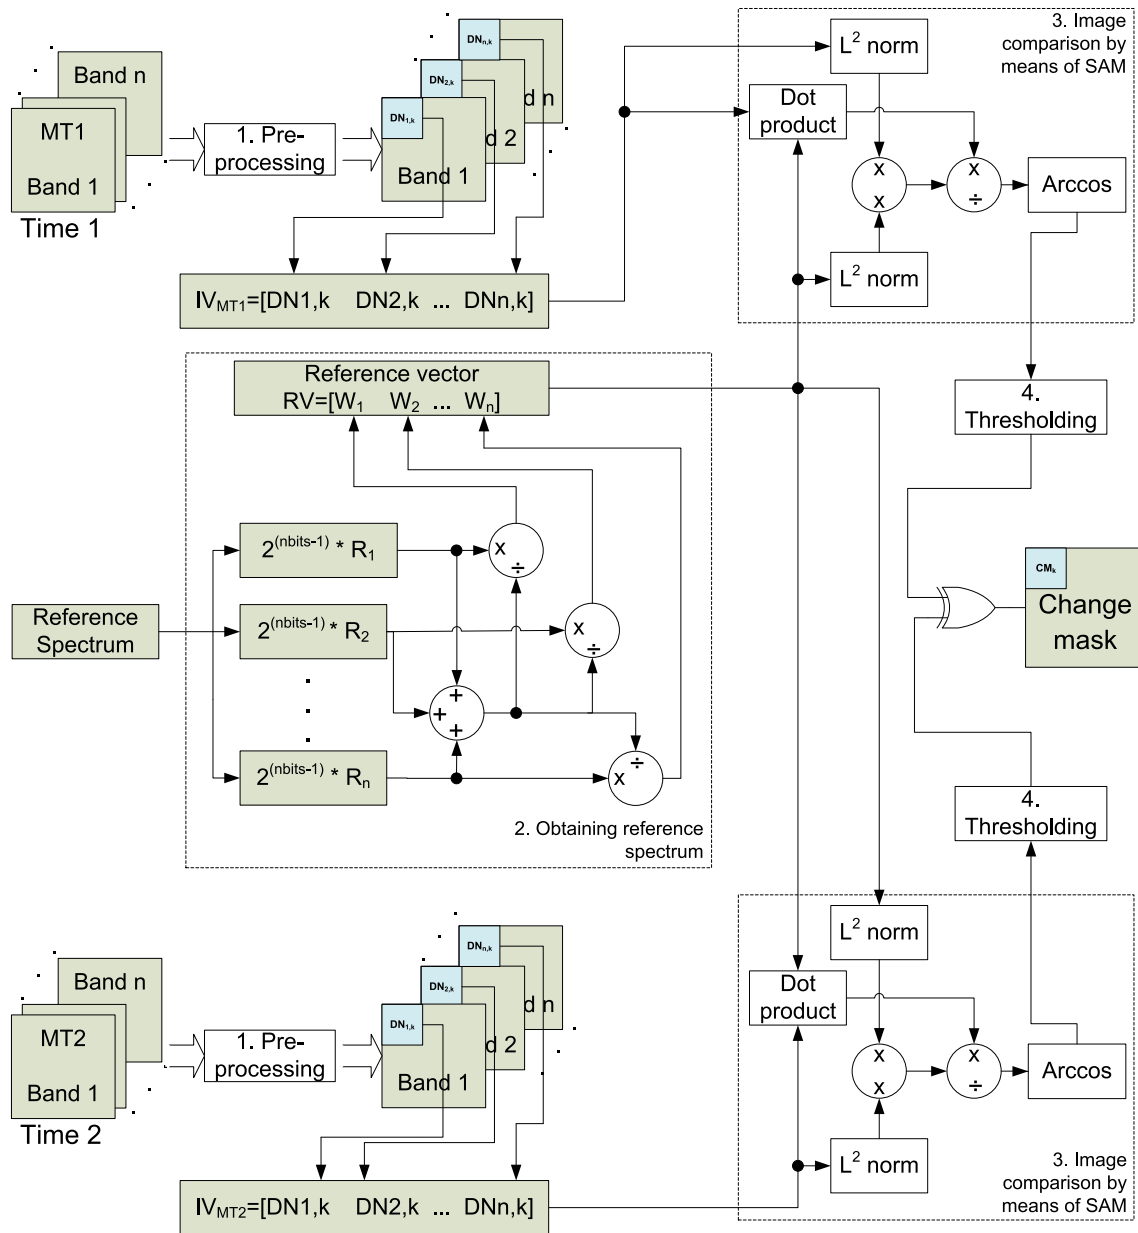 Band n
MT1
Band 1
Time 1
1. Pre-
processing
DNn,k
DN2,k
DN1,k
d n
d 2
Band 1
IVMT1=[DN1,k DN2,k ... DNn,k]
3. Image
comparison by
means of SAM
L² norm
Dot
product
x
x
x
÷
Arccos
L² norm
Reference vector
RV=[W1 W2 ... Wn]
4.
Thresholding
Reference
Spectrum
2(nbits-1) * R1
2(nbits-1) * R2
2(nbits-1) * Rn
x
÷
x
÷
+
+
+
÷
x
2. Obtaining reference
spectrum
CMk
Change
mask
4.
Thresholding
Band n
MT2
Band 1
Time 2
1. Pre-
processing
DNn,k
DN2,k
DN1,k
d n
d 2
Band 1
IVMT2=[DN1,k DN2,k ... DNn,k]
L² norm
Dot
product
x
x
x
÷
Arccos
L² norm
3. Image
comparison by
means of SAM